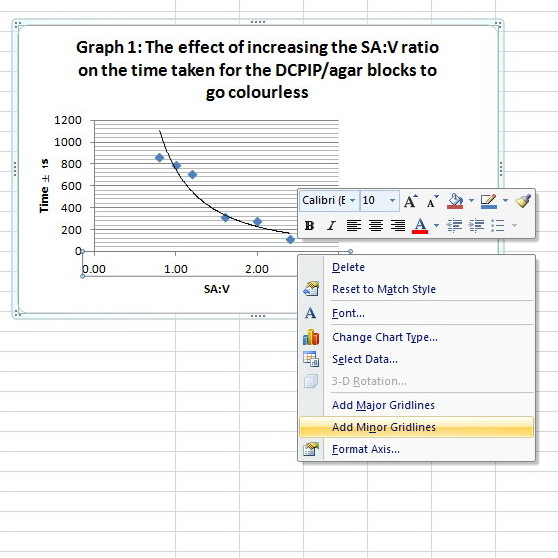 Graph 1: The effect of increasing the SA:V ratio
on the time taken for the DCPIP/agar blocks to
go colourless
1200
1000
800
600
400
200
0
Time ± 1s
0.00 1.00 2.00
SA:V
Calibri (E 10 A A
B I A
Delete
Reset to Match Style
A Font...
Change Chart Type...
Select Data...
3-D Rotation...
Add Major Gridlines
Add Minor Gridlines
Format Axis...